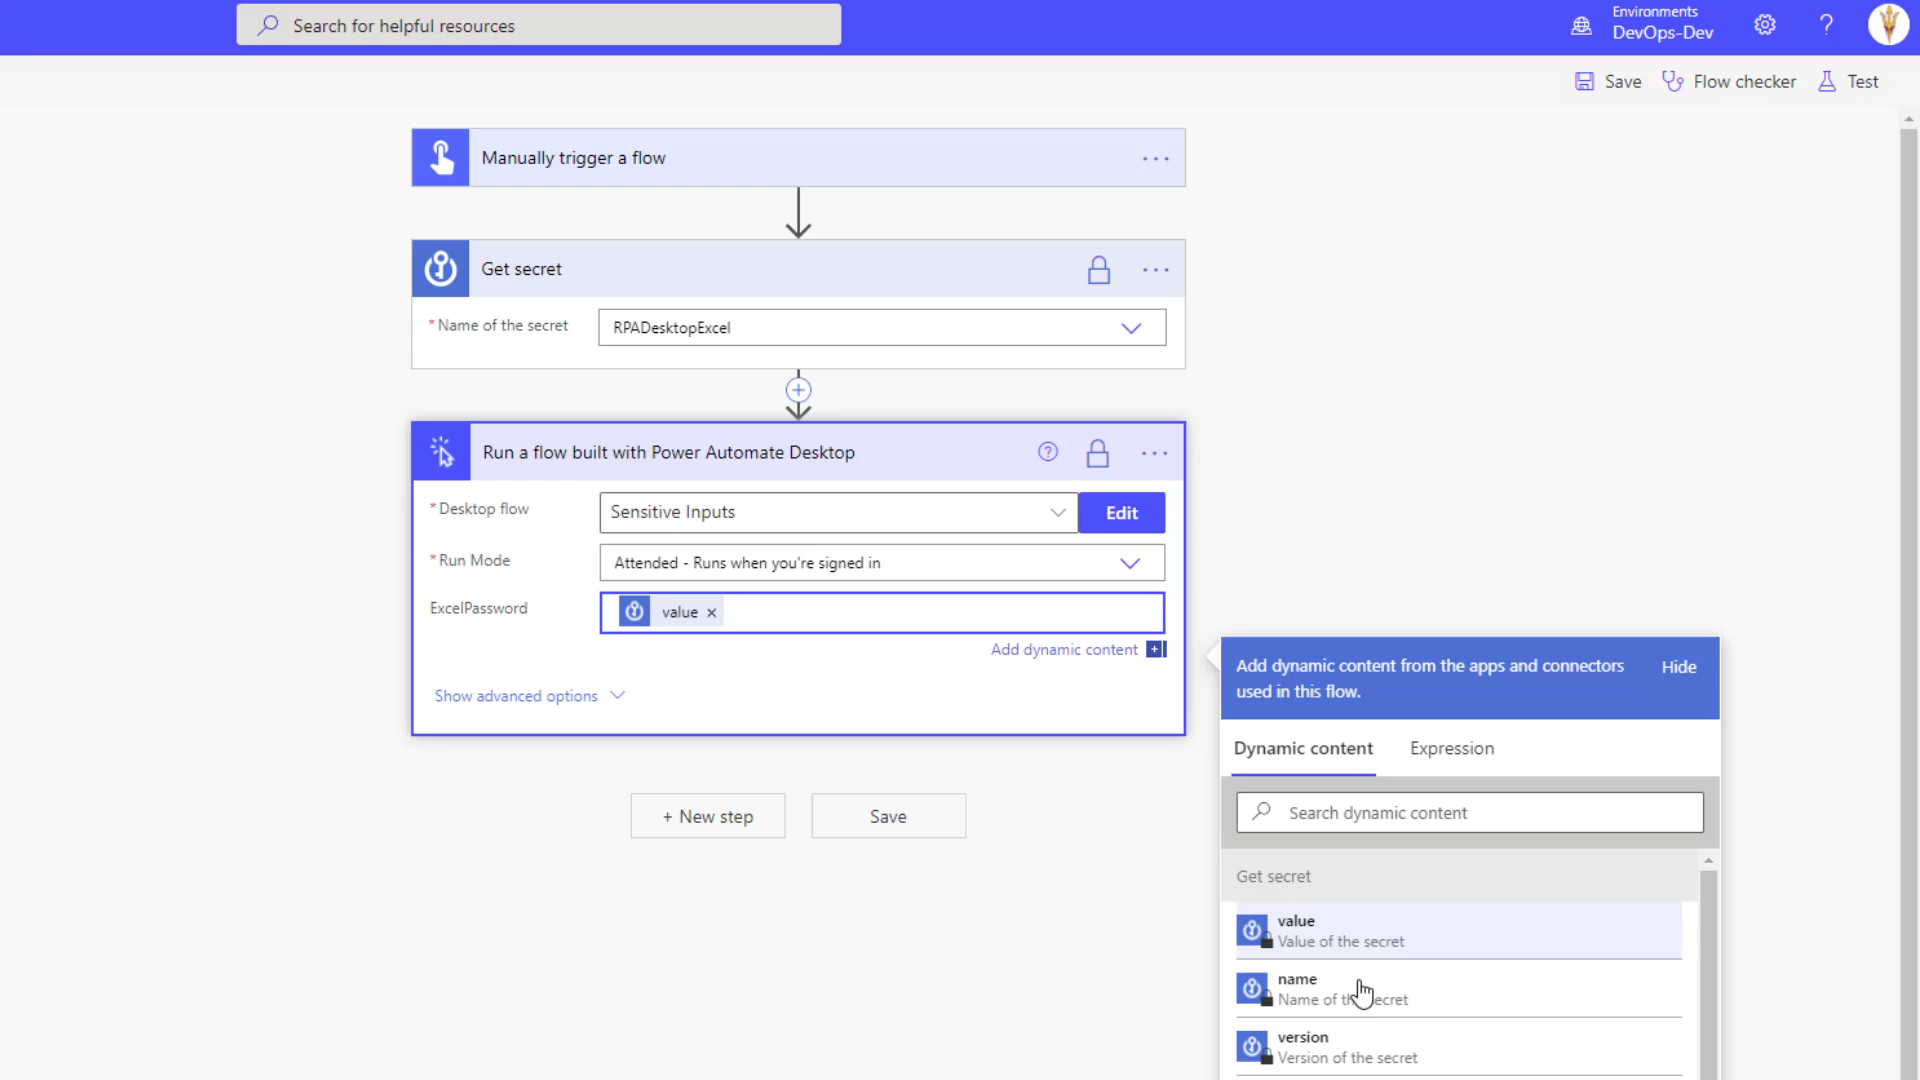 Search for helpful resources
Environments
DevOps-Dev
?
Save
Flow checker
Test
Manually trigger a flow
Get secret
*Name of the secret
RPADesktopExcel
Run a flow built with Power Automate Desktop
*Desktop flow
Sensitive Inputs
Edit
*Run Mode
Attended - Runs when you're signed in
ExcelPassword
value ×
Add dynamic content
Show advanced options
+ New step
Save
Add dynamic content from the apps and connectors
used in this flow.
Hide
Dynamic content
Expression
Search dynamic content
Get secret
value
Value of the secret
name
Name of the secret
version
Version of the secret